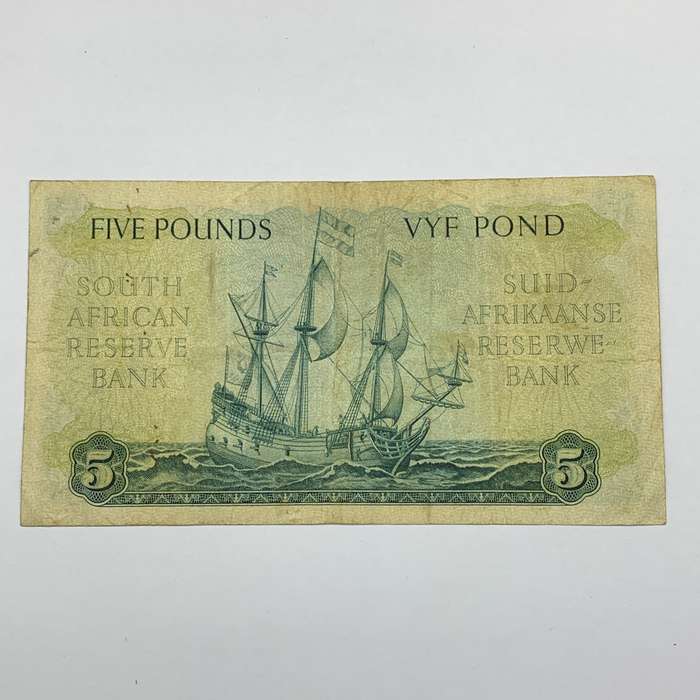 FIVE POUNDS
VYF POND
SOUTH
AFRICAN
RESERVE
BANK
SUID-
AFRIKAANSE
RESERWE-
BANK
5
5